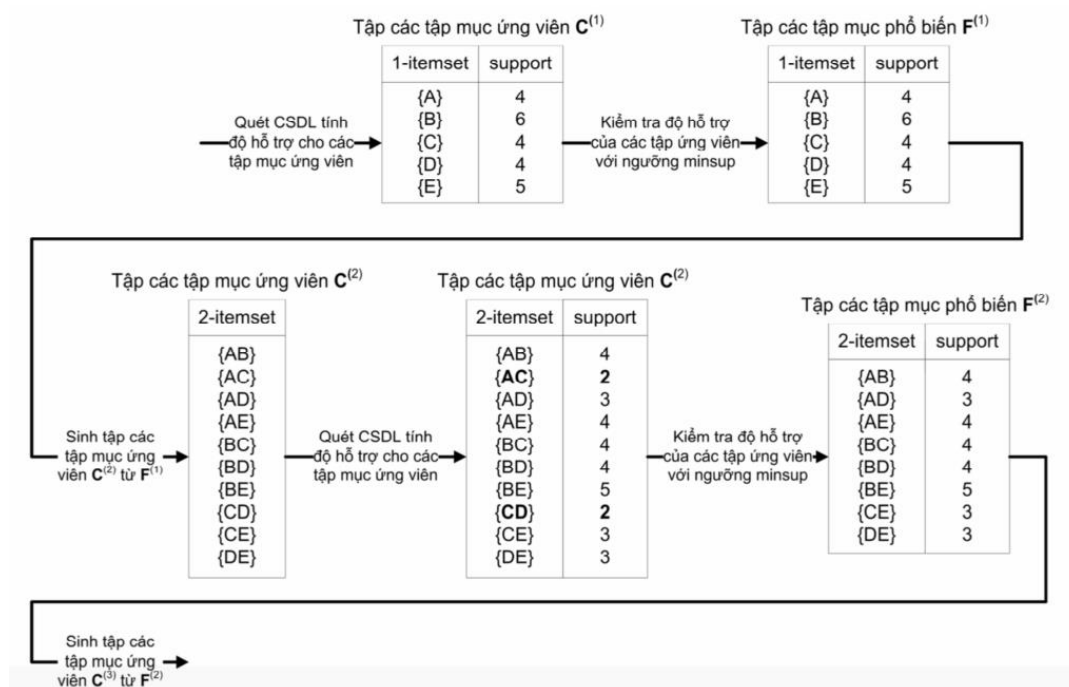 Tập các tập mục ứng viên C(1)
1-itemset support
{A} 4
{B} 6
{C} 4
{D} 4
{E} 5
Quét CSDL tính
độ hỗ trợ cho các
tập mục ứng viên
Tập các tập mục phổ biến F(1)
1-itemset support
{A} 4
{B} 6
{C} 4
{D} 4
{E} 5
Kiểm tra độ hỗ trợ
của các tập ứng viên
với ngưỡng minsup
Tập các tập mục ứng viên C(2)
2-itemset
{AB}
{AC}
{AD}
{AE}
{BC}
{BD}
{BE}
{CD}
{CE}
{DE}
Sinh tập các
tập mục ứng
viên C(2) từ F(1)
Tập các tập mục ứng viên C(2)
2-itemset support
{AB} 4
{AC} 2
{AD} 3
{AE} 4
{BC} 4
{BD} 4
{BE} 5
{CD} 2
{CE} 3
{DE} 3
Quét CSDL tính
độ hỗ trợ cho các
tập mục ứng viên
Tập các tập mục phổ biến F(2)
2-itemset support
{AB} 4
{AD} 3
{AE} 4
{BC} 4
{BD} 4
{BE} 5
{CE} 3
{DE} 3
Kiểm tra độ hỗ trợ
của các tập ứng viên
với ngưỡng minsup
Sinh tập các
tập mục ứng
viên C(3) từ F(2)